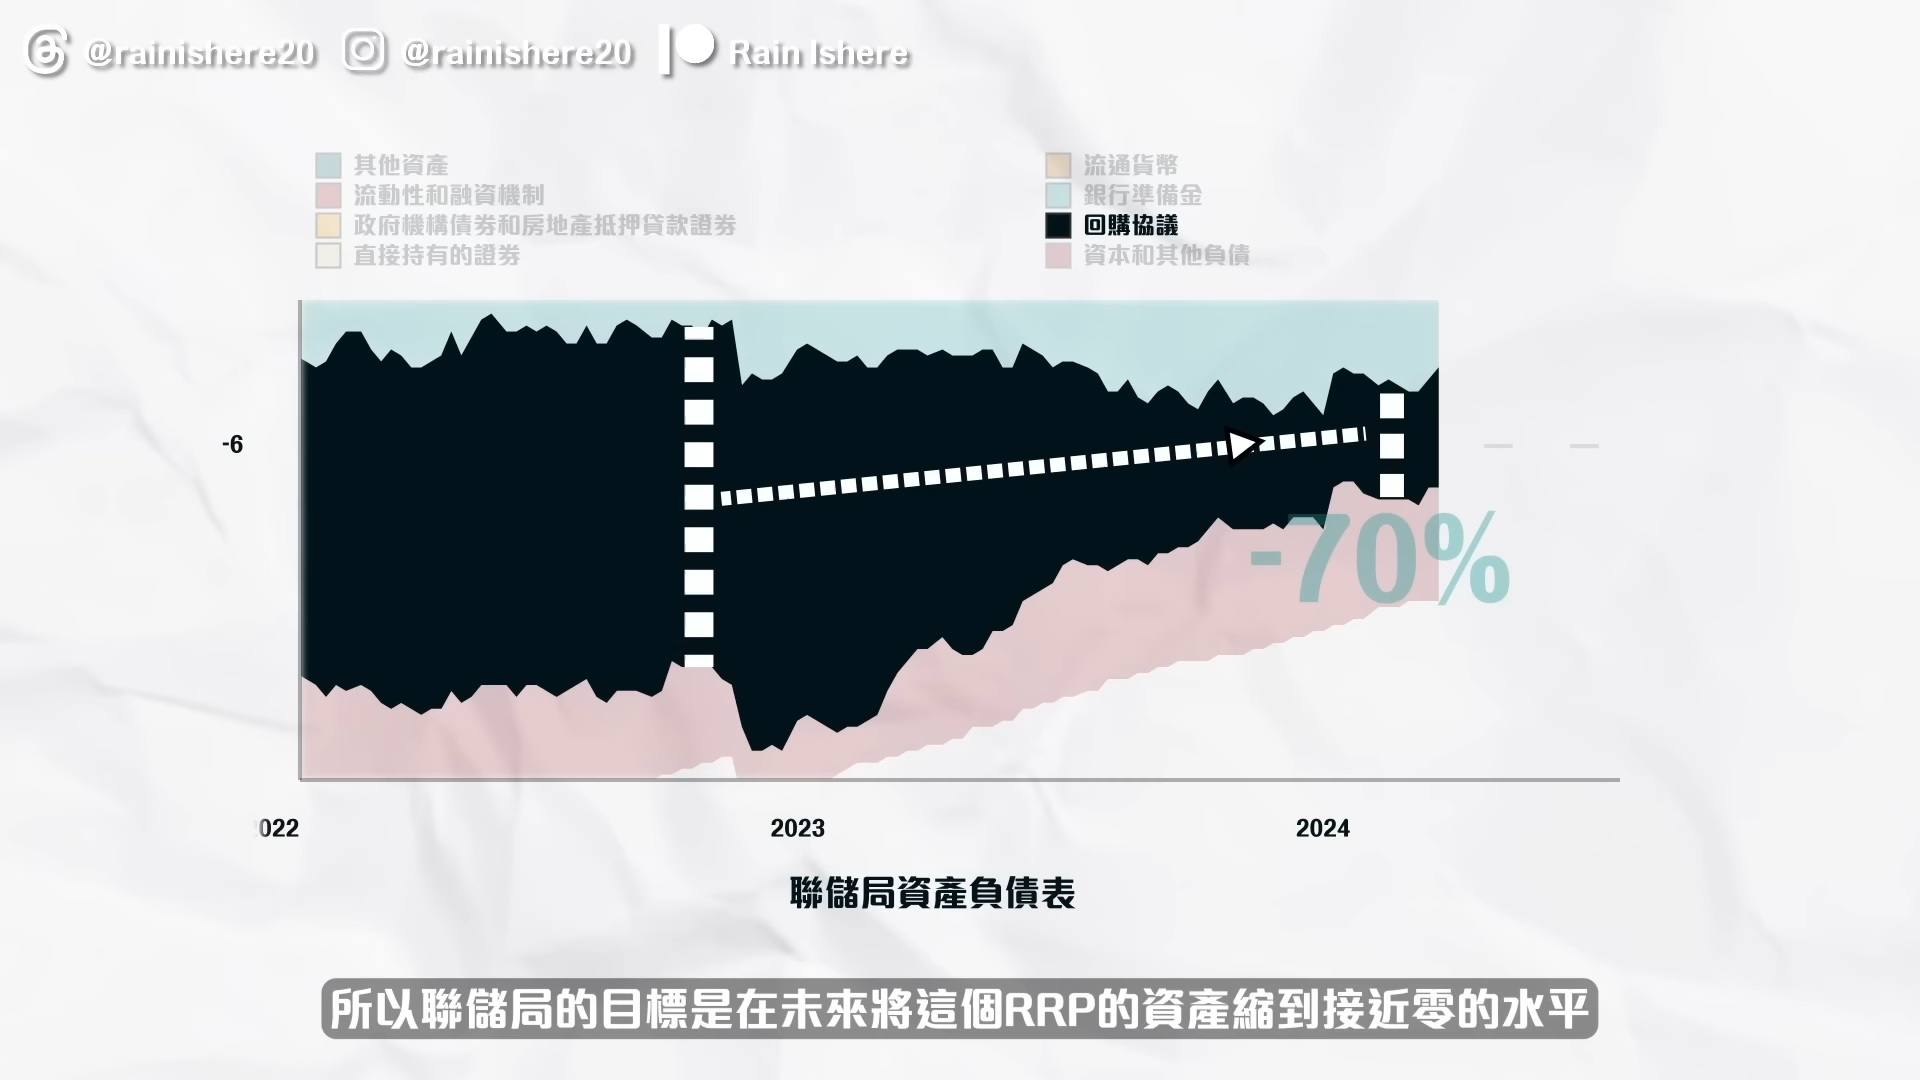 @rainishere20 @rainishere20 Rain Ishere
其他資產
流動性和融資機制
政府機構債券和房地產抵押貸款證券
直接持有的證券
流通貨幣
銀行準備金
回購協議
資本和其他負債
-6
-70%
022 2023 2024
聯儲局資產負債表
所以聯儲局的目標是在未來將這個RRP的資產縮到接近零的水平